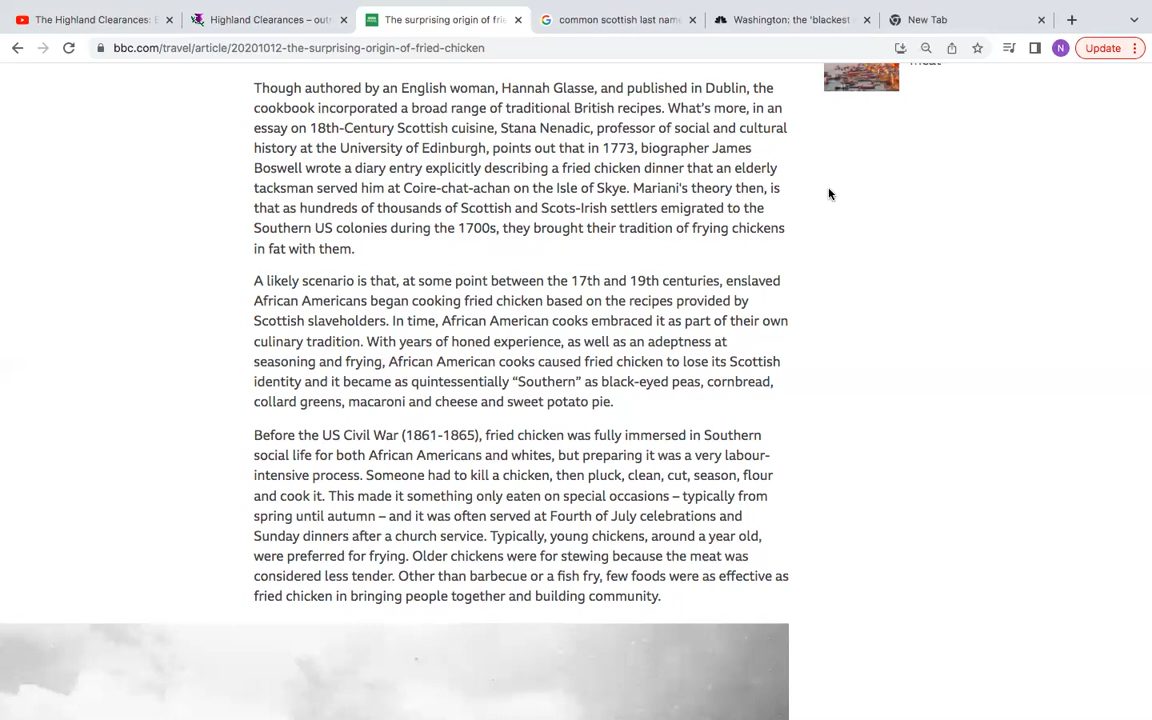 The Highland Clearances:
Highland Clearances – out
The surprising origin of frie
common scottish last nam
Washington: the 'blackest
New Tab
bbc.com/travel/article/20201012-the-surprising-origin-of-fried-chicken
N
Update
Though authored by an English woman, Hannah Glasse, and published in Dublin, the
cookbook incorporated a broad range of traditional British recipes. What's more, in an
essay on 18th-Century Scottish cuisine, Stana Nenadic, professor of social and cultural
history at the University of Edinburgh, points out that in 1773, biographer James
Boswell wrote a diary entry explicitly describing a fried chicken dinner that an elderly
tacksman served him at Coire-chat-achan on the Isle of Skye. Mariani's theory then, is
that as hundreds of thousands of Scottish and Scots-Irish settlers emigrated to the
Southern US colonies during the 1700s, they brought their tradition of frying chickens
in fat with them.
A likely scenario is that, at some point between the 17th and 19th centuries, enslaved
African Americans began cooking fried chicken based on the recipes provided by
Scottish slaveholders. In time, African American cooks embraced it as part of their own
culinary tradition. With years of honed experience, as well as an adeptness at
seasoning and frying, African American cooks caused fried chicken to lose its Scottish
identity and it became as quintessentially “Southern” as black-eyed peas, cornbread,
collard greens, macaroni and cheese and sweet potato pie.
Before the US Civil War (1861-1865), fried chicken was fully immersed in Southern
social life for both African Americans and whites, but preparing it was a very labour-
intensive process. Someone had to kill a chicken, then pluck, clean, cut, season, flour
and cook it. This made it something only eaten on special occasions – typically from
spring until autumn – and it was often served at Fourth of July celebrations and
Sunday dinners after a church service. Typically, young chickens, around a year old,
were preferred for frying. Older chickens were for stewing because the meat was
considered less tender. Other than barbecue or a fish fry, few foods were as effective as
fried chicken in bringing people together and building community.